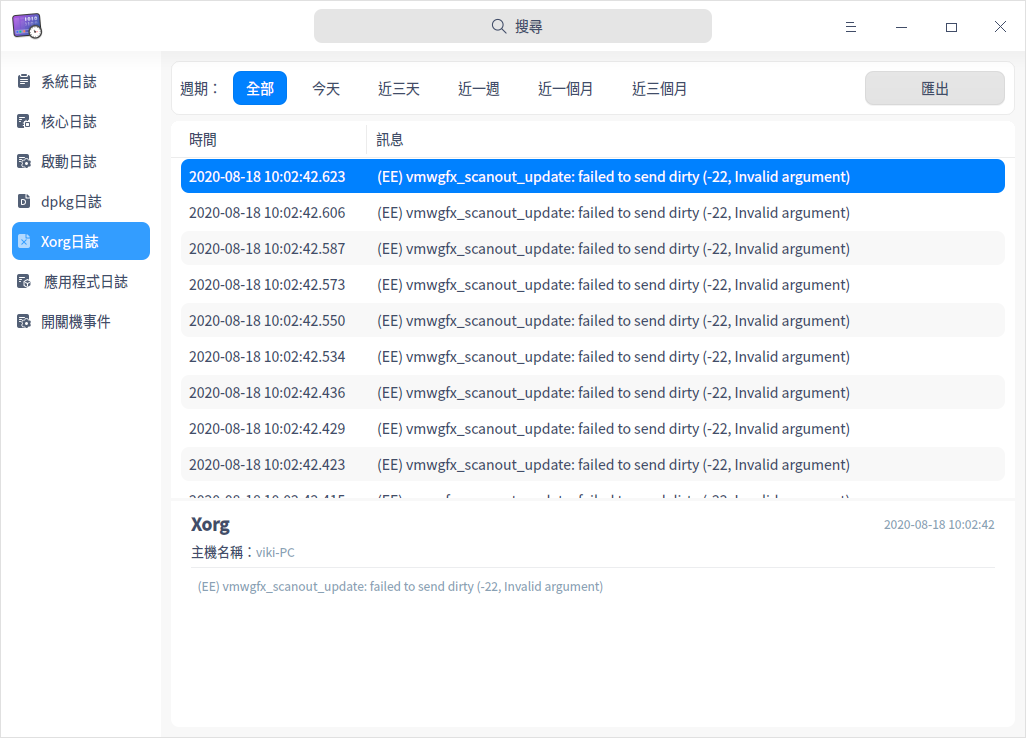 搜尋
系統日誌
核心日誌
啟動日誌
dpkg日誌
Xorg日誌
應用程式日誌
開關機事件
週期： 全部 今天 近三天 近一週 近一個月 近三個月 匯出
時間 訊息
2020-08-18 10:02:42.623 (EE) vmwgfx_scanout_update: failed to send dirty (-22, Invalid argument)
2020-08-18 10:02:42.606 (EE) vmwgfx_scanout_update: failed to send dirty (-22, Invalid argument)
2020-08-18 10:02:42.587 (EE) vmwgfx_scanout_update: failed to send dirty (-22, Invalid argument)
2020-08-18 10:02:42.573 (EE) vmwgfx_scanout_update: failed to send dirty (-22, Invalid argument)
2020-08-18 10:02:42.550 (EE) vmwgfx_scanout_update: failed to send dirty (-22, Invalid argument)
2020-08-18 10:02:42.534 (EE) vmwgfx_scanout_update: failed to send dirty (-22, Invalid argument)
2020-08-18 10:02:42.436 (EE) vmwgfx_scanout_update: failed to send dirty (-22, Invalid argument)
2020-08-18 10:02:42.429 (EE) vmwgfx_scanout_update: failed to send dirty (-22, Invalid argument)
2020-08-18 10:02:42.423 (EE) vmwgfx_scanout_update: failed to send dirty (-22, Invalid argument)
Xorg 2020-08-18 10:02:42
主機名稱：viki-PC
(EE) vmwgfx_scanout_update: failed to send dirty (-22, Invalid argument)